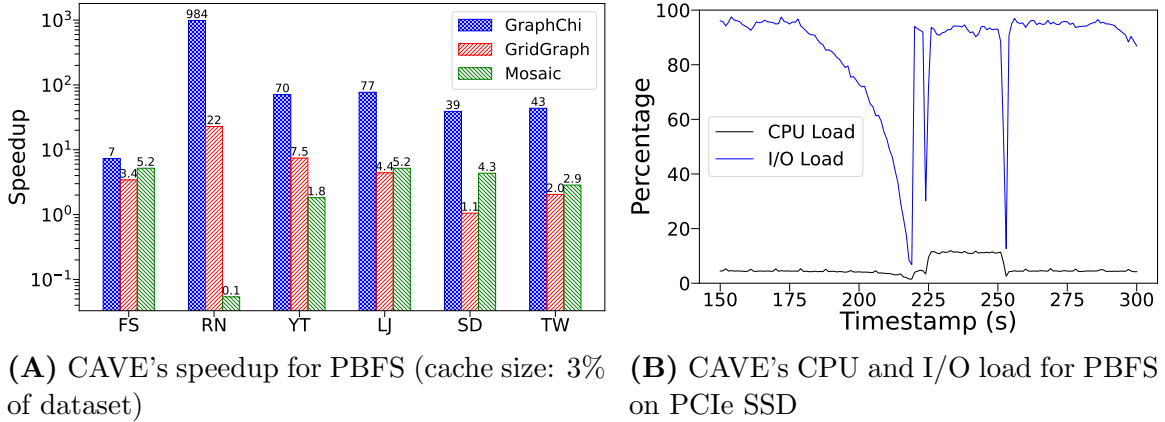 Speedup
10³
10²
10¹
10⁰
10⁻¹
984
GraphChi
GridGraph
Mosaic
7
3.4
5.2
22
0.1
70
7.5
1.8
77
4.4
5.2
39
1.1
4.3
43
2.0
2.9
FS RN YT LJ SD TW
Percentage
100
80
60
40
20
0
CPU Load
I/O Load
150 175 200 225 250 275 300
Timestamp (s)
(A) CAVE's speedup for PBFS (cache size: 3%
of dataset)
(B) CAVE's CPU and I/O load for PBFS
on PCIe SSD